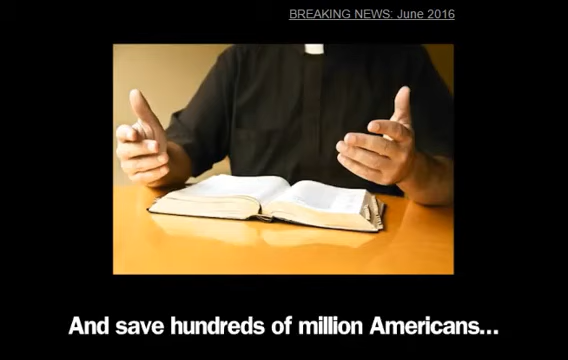 BREAKING NEWS: June 2016
And save hundreds of million Americans...